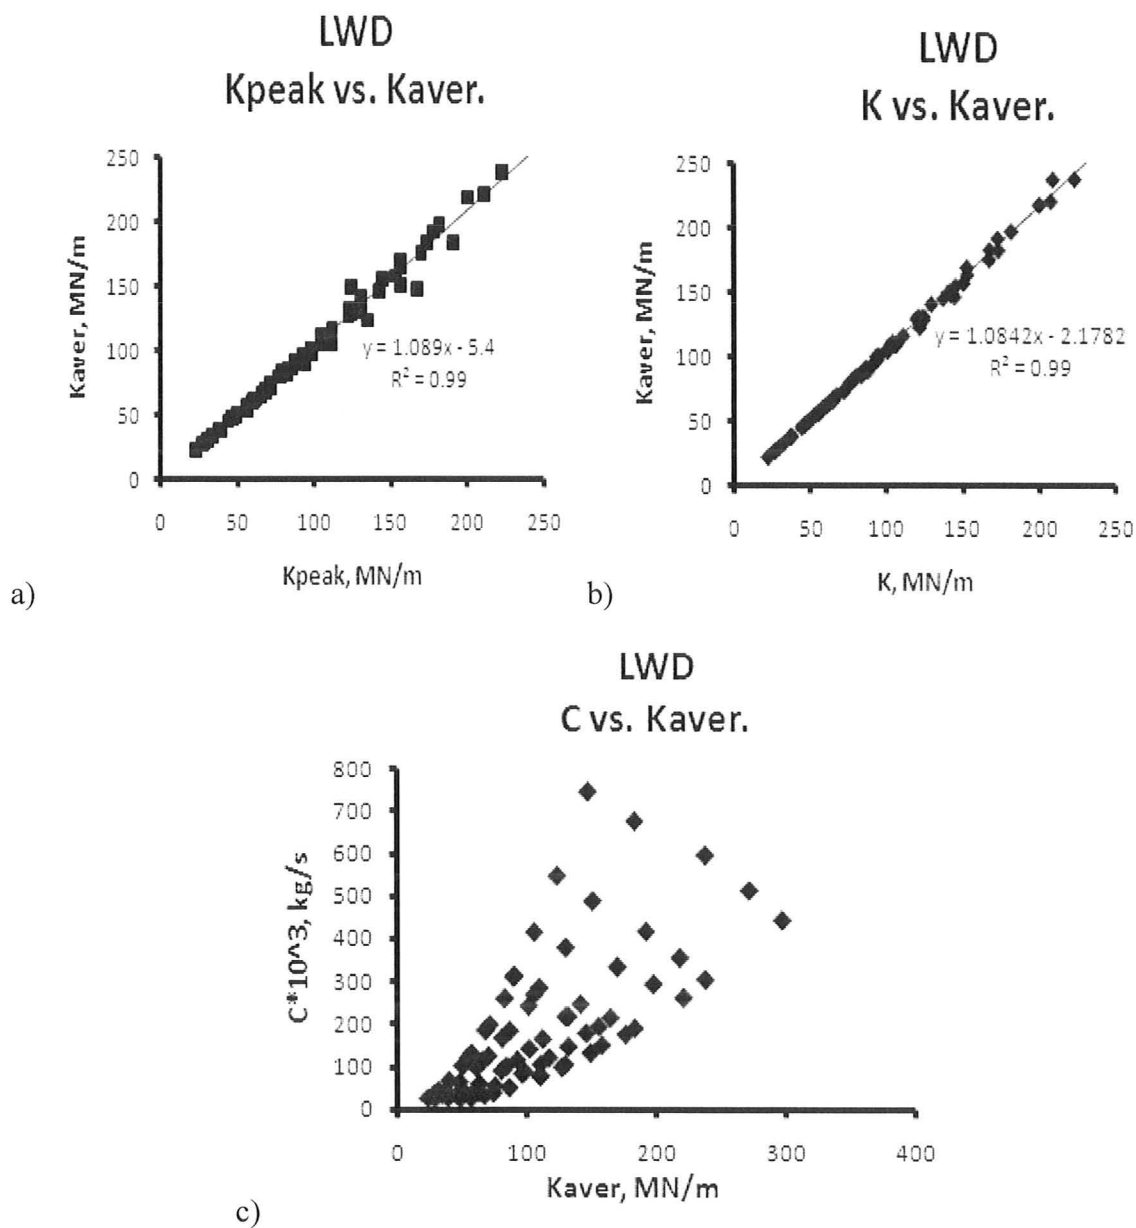 LWD
Kpeak vs. Kaver.
250
200
150
100
50
0
Kaver, MN/m
y = 1.089x - 5.4
R² = 0.99
0 50 100 150 200 250
Kpeak, MN/m
a)
LWD
K vs. Kaver.
250
200
150
100
50
0
Kaver, MN/m
y = 1.0842x - 2.1782
R² = 0.99
0 50 100 150 200 250
K, MN/m
b)
LWD
C vs. Kaver.
800
700
600
500
400
300
200
100
0
C*10^3, kg/s
0 100 200 300 400
Kaver, MN/m
c)